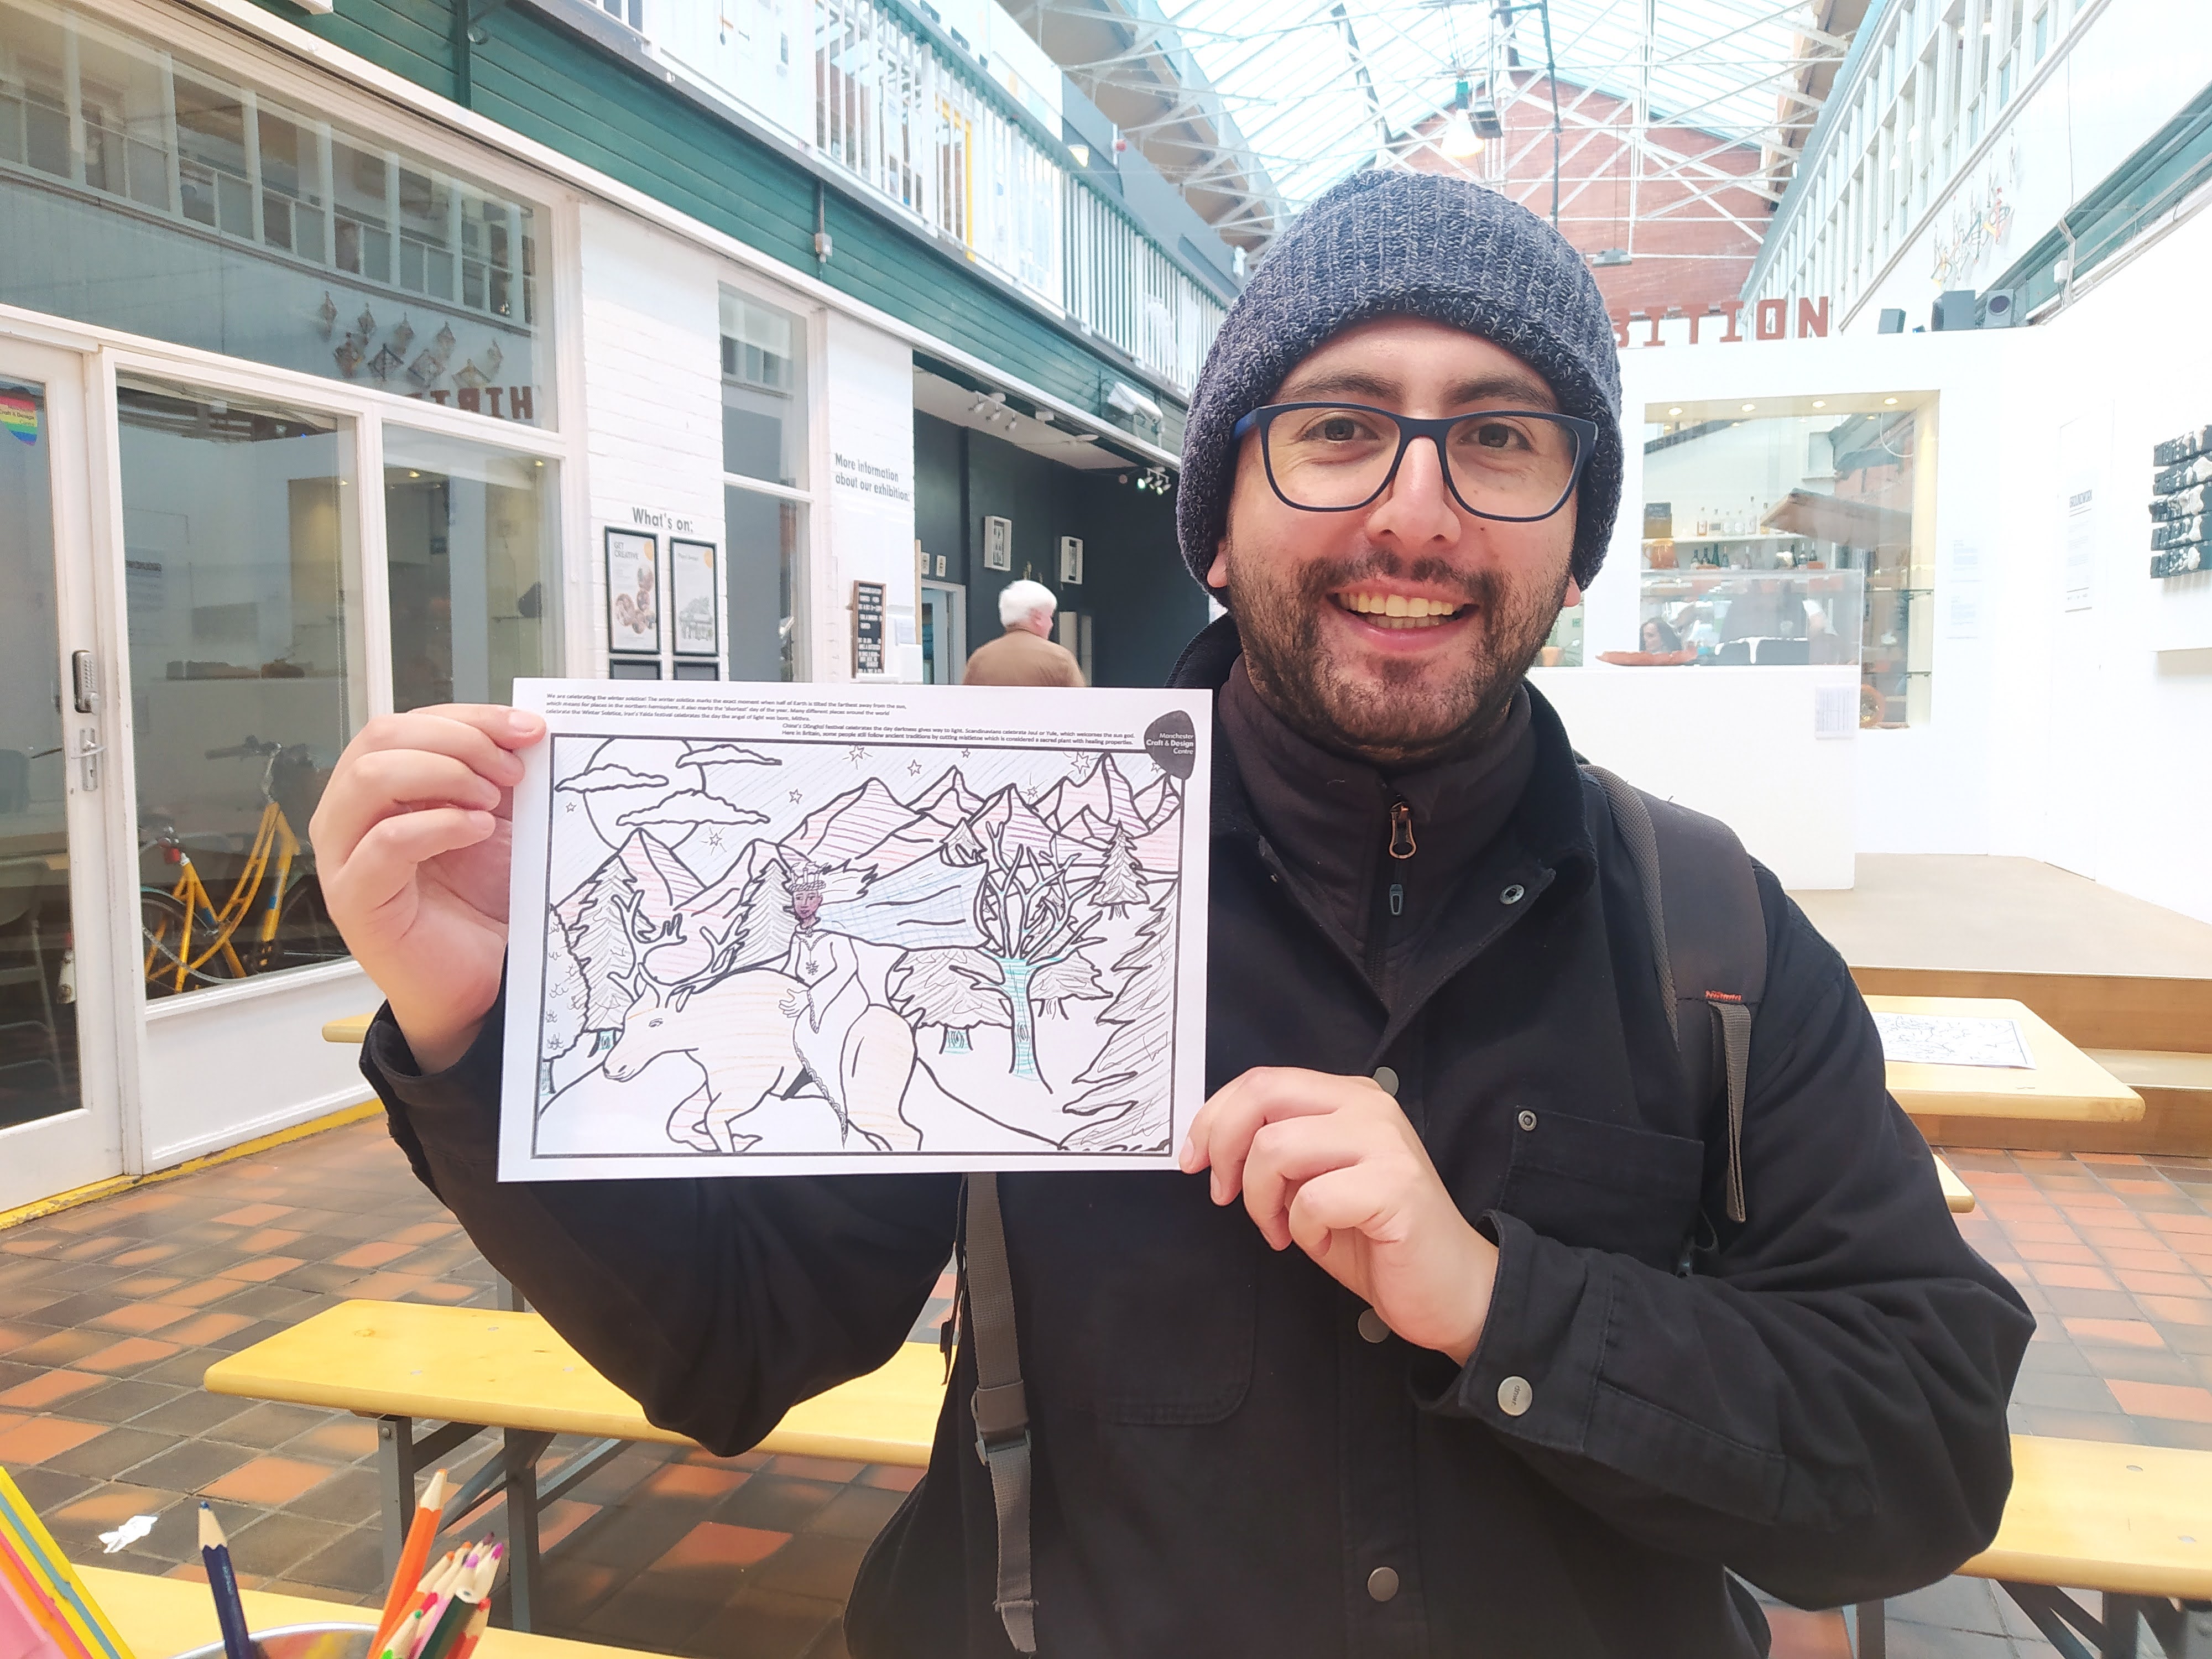 BITION
What's on:
GET
CREATIVE
More information
about our exhibition:
We are celebrating the winter solstice! The winter solstice marks the exact moment when half of Earth is tilted the farthest away from the sun,
which means for places in the northern hemisphere, it also marks the "shortest" day of the year. Many different places around the world
celebrate the Winter Solstice, Iran's Yalda festival celebrates the day the angel of light was born, Mithra.
China's Dōngzhì festival celebrates the day darkness gives way to light. Scandinavians celebrate Juul or Yule, which welcomes the sun god.
Here in Britain, some people still follow ancient traditions by cutting mistletoe which is considered a sacred plant with healing properties.
Manchester
Craft & Design
Centre